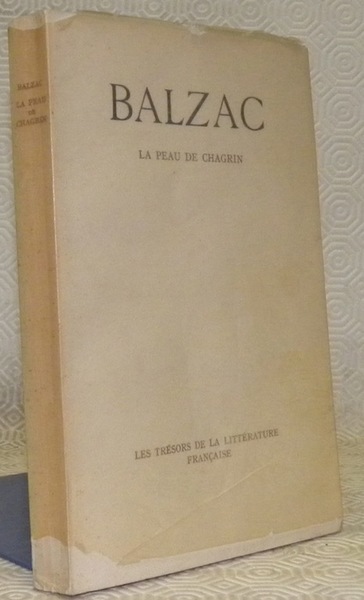 BALZAC
LA PEAU
DE
CHAGRIN
BALZAC
LA PEAU DE CHAGRIN
LES TRÉSORS DE LA LITTÉRATURE
FRANÇAISE